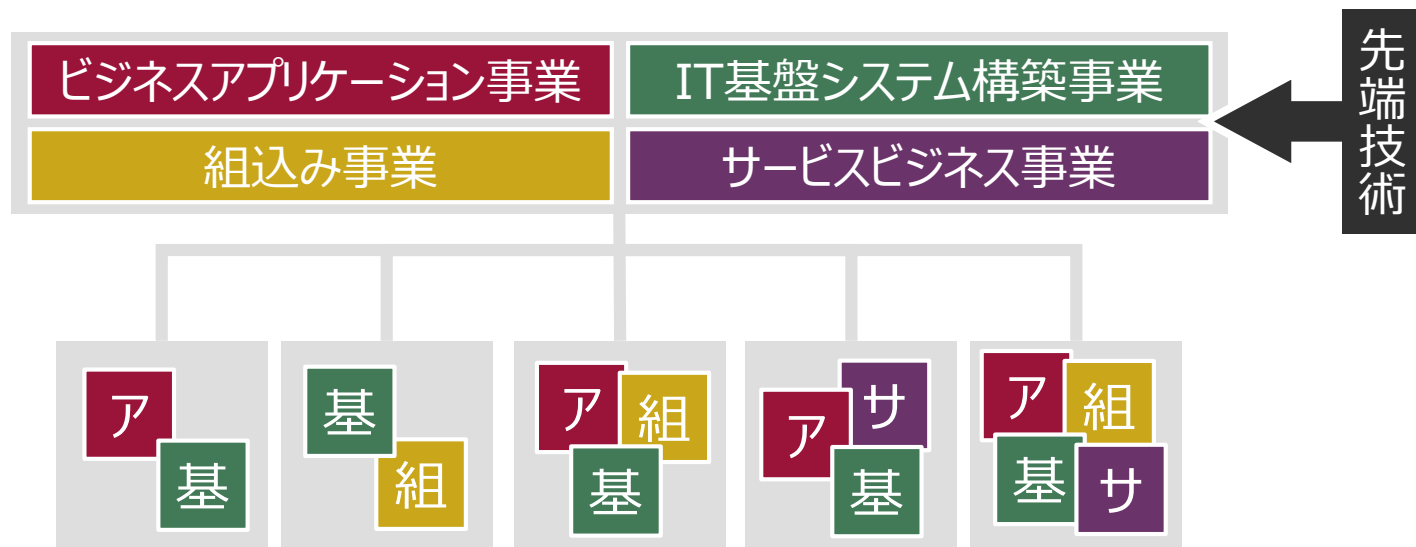 ビジネスアプリケーション事業
IT基盤システム構築事業
組込み事業
サービスビジネス事業
先端技術
ア
基
基
組
ア
組
基
ア
サ
基
ア
組
基
サ